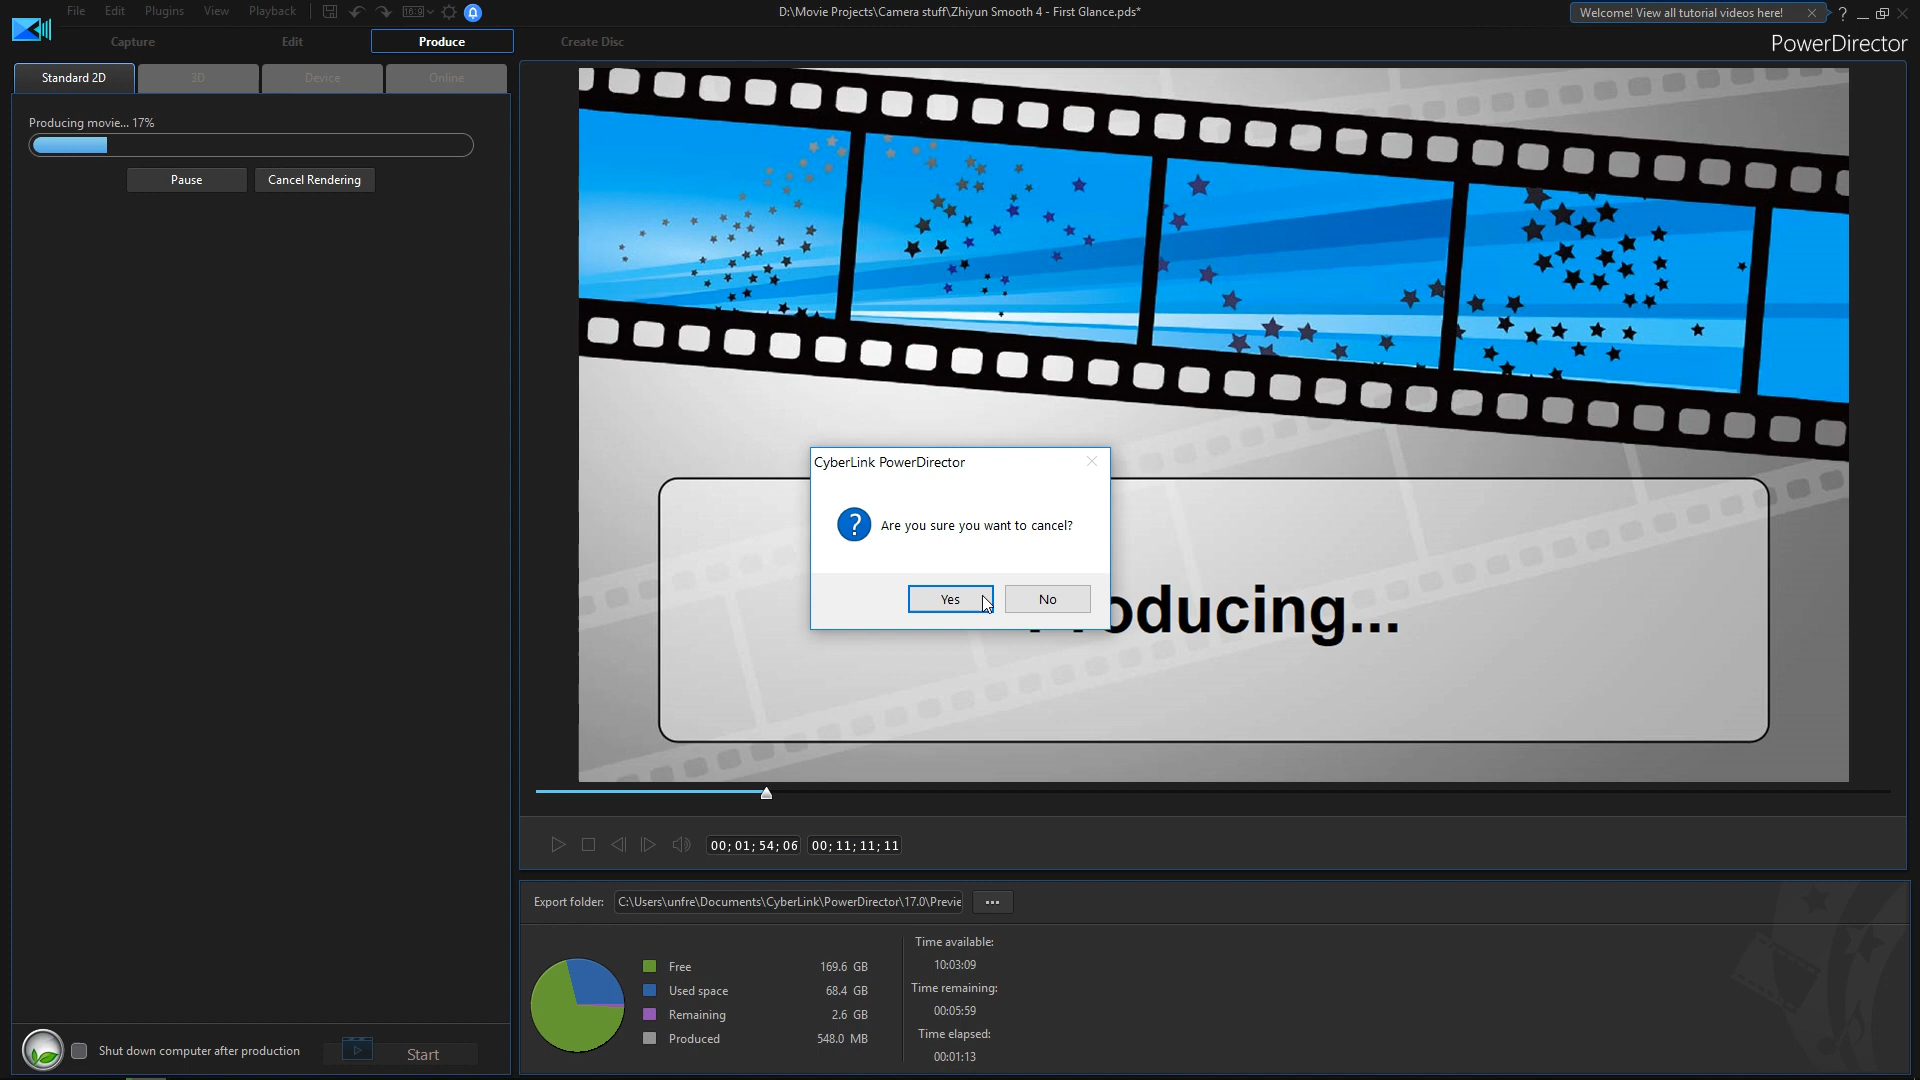 File Edit Plugins View Playback
16:9
D:\Movie Projects\Camera stuff\Zhiyun Smooth 4 - First Glance.pds*
Welcome! View all tutorial videos here!
?
Capture Edit Produce Create Disc
PowerDirector
Standard 2D 3D Device Online
Producing movie... 17%
Pause Cancel Rendering
CyberLink PowerDirector
? Are you sure you want to cancel?
Yes No
oducing...
00;01;54;06 00;11;11;11
Export folder: C:\Users\unfre\Documents\CyberLink\PowerDirector\17.0\Previe ...
Free 169.6 GB
Used space 68.4 GB
Remaining 2.6 GB
Produced 548.0 MB
Time available:
10:03:09
Time remaining:
00:05:59
Time elapsed:
00:01:13
Shut down computer after production
Start